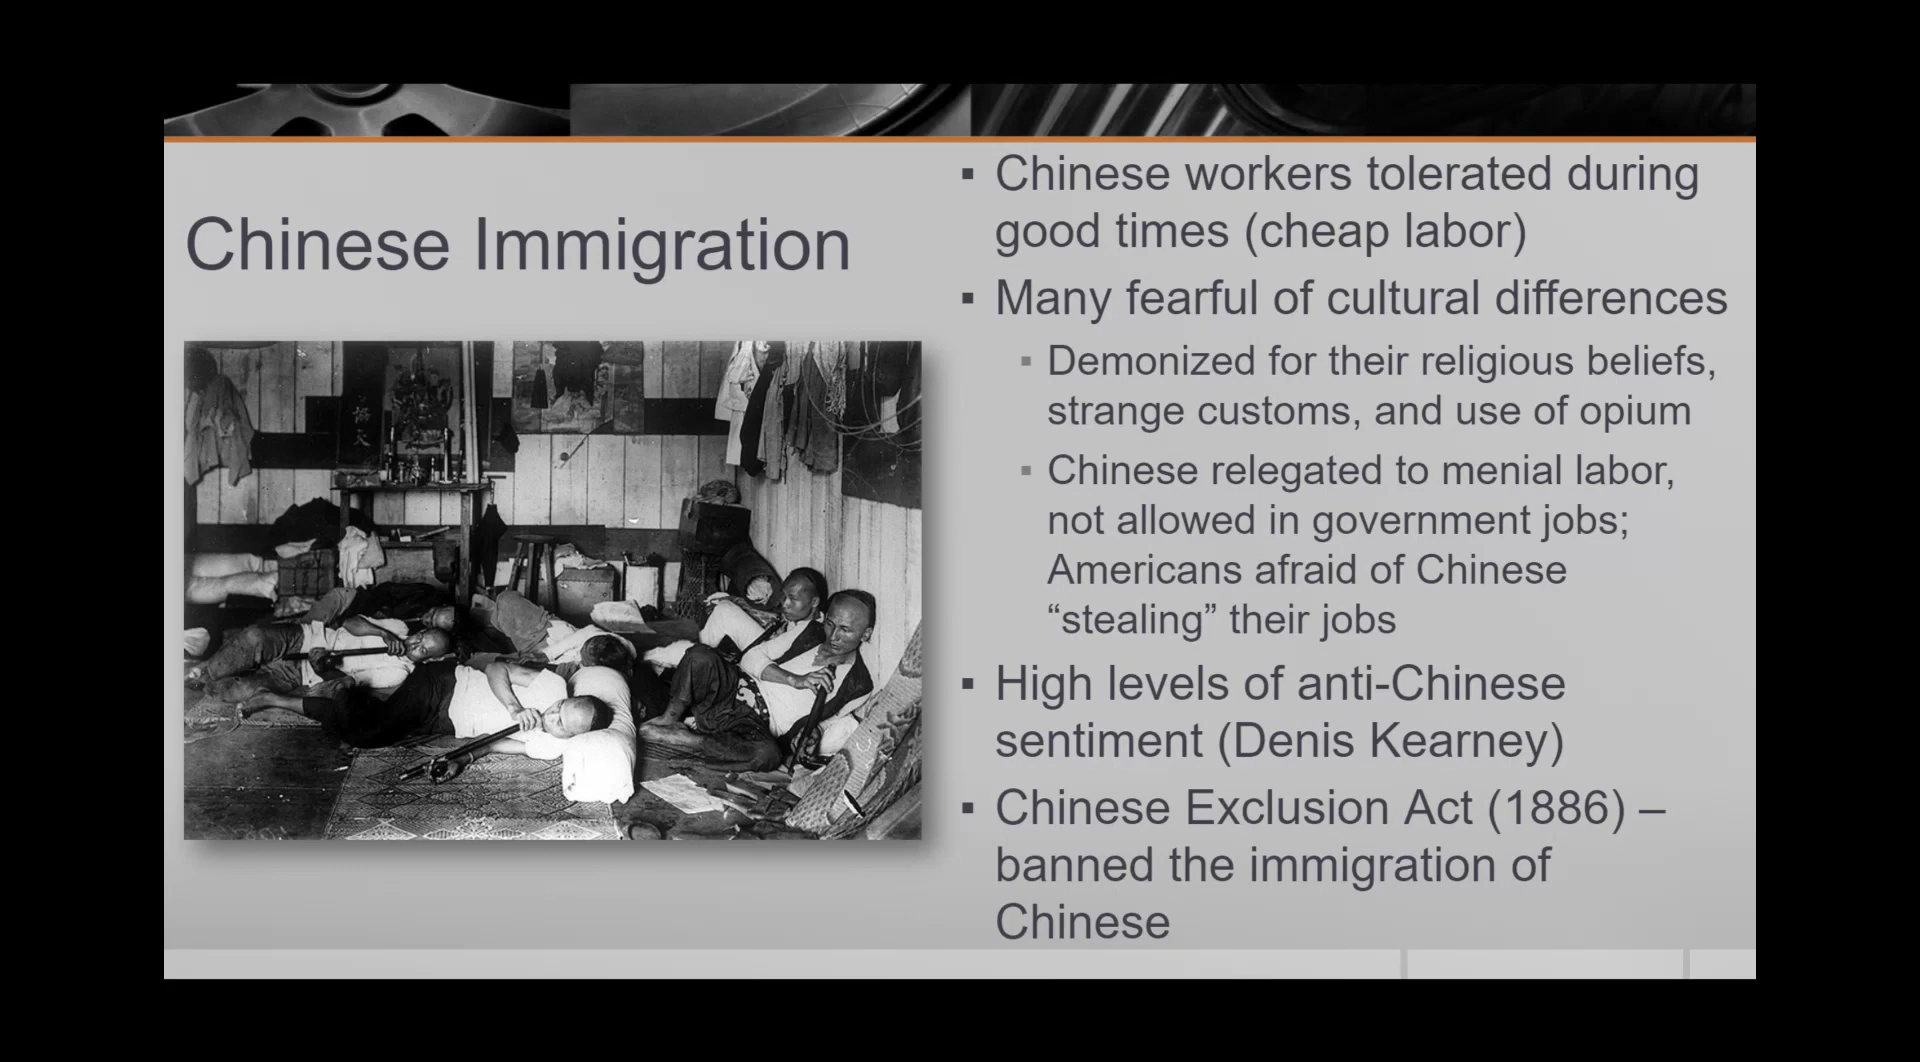 Chinese Immigration
▪ Chinese workers tolerated during
good times (cheap labor)
▪ Many fearful of cultural differences
▪ Demonized for their religious beliefs,
strange customs, and use of opium
▪ Chinese relegated to menial labor,
not allowed in government jobs;
Americans afraid of Chinese
“stealing” their jobs
▪ High levels of anti-Chinese
sentiment (Denis Kearney)
▪ Chinese Exclusion Act (1886) –
banned the immigration of
Chinese